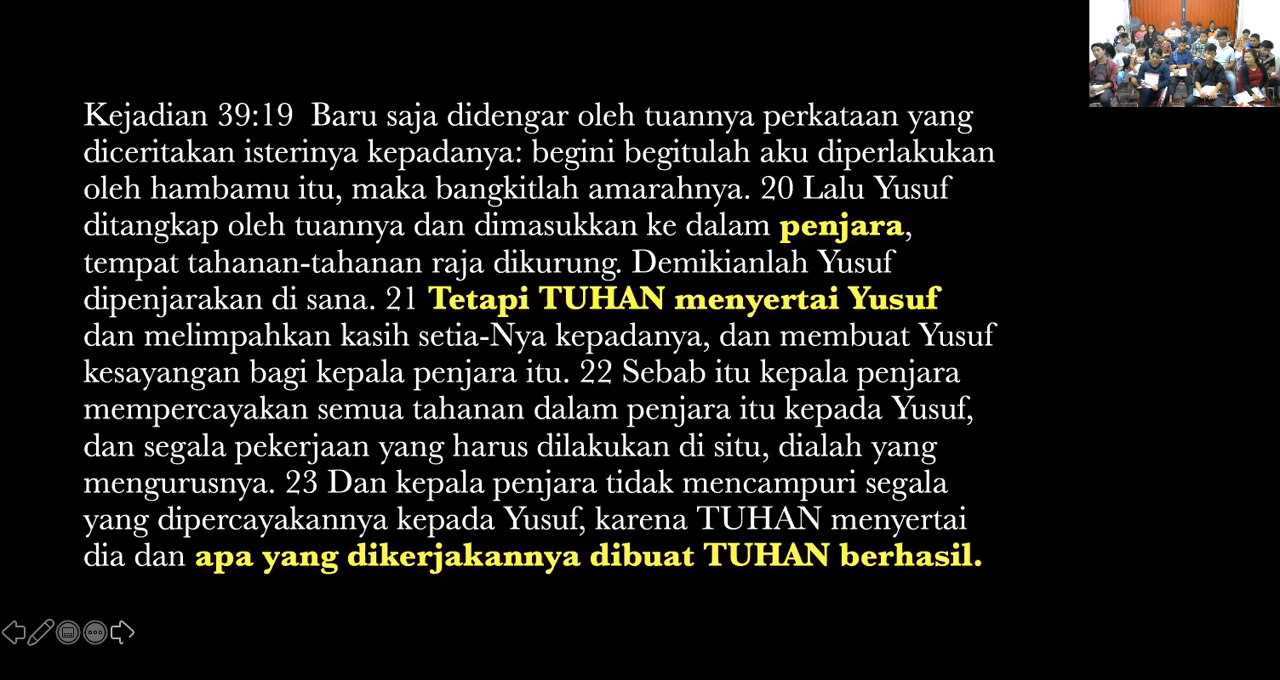 Kejadian 39:19  Baru saja didengar oleh tuannya perkataan yang
diceritakan isterinya kepadanya: begini begitulah aku diperlakukan
oleh hambamu itu, maka bangkitlah amarahnya. 20 Lalu Yusuf
ditangkap oleh tuannya dan dimasukkan ke dalam penjara,
tempat tahanan-tahanan raja dikurung. Demikianlah Yusuf
dipenjarakan di sana. 21 Tetapi TUHAN menyertai Yusuf
dan melimpahkan kasih setia-Nya kepadanya, dan membuat Yusuf
kesayangan bagi kepala penjara itu. 22 Sebab itu kepala penjara
mempercayakan semua tahanan dalam penjara itu kepada Yusuf,
dan segala pekerjaan yang harus dilakukan di situ, dialah yang
mengurusnya. 23 Dan kepala penjara tidak mencampuri segala
yang dipercayakannya kepada Yusuf, karena TUHAN menyertai
dia dan apa yang dikerjakannya dibuat TUHAN berhasil.